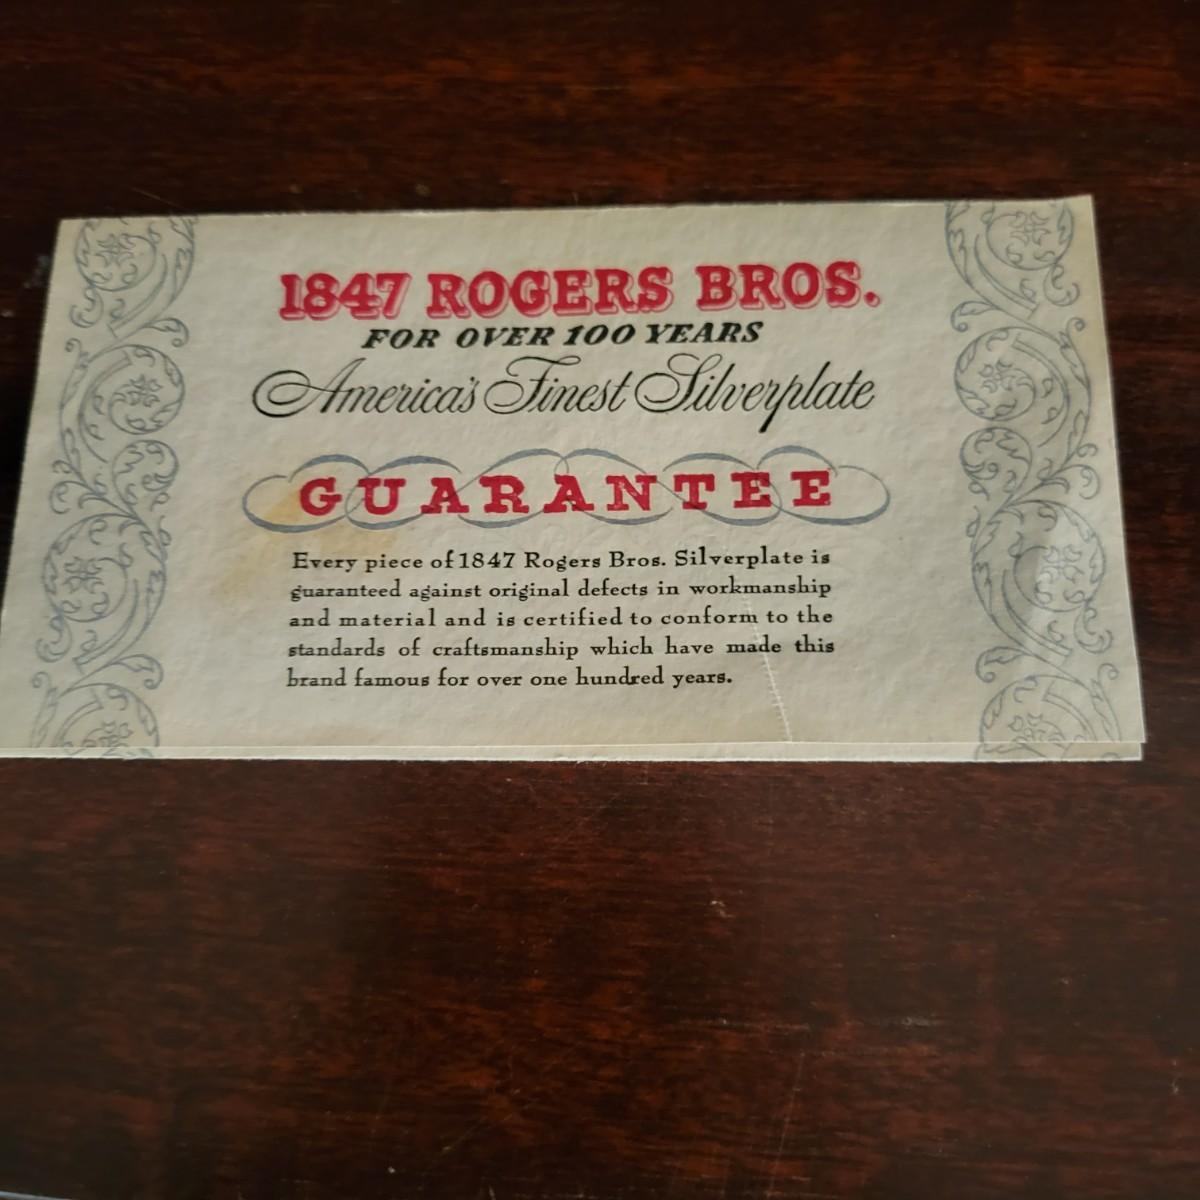 1847 ROGERS BROS.
FOR OVER 100 YEARS
America's Finest Silverplate
GUARANTEE
Every piece of 1847 Rogers Bros. Silverplate is
guaranteed against original defects in workmanship
and material and is certified to conform to the
standards of craftsmanship which have made this
brand famous for over one hundred years.